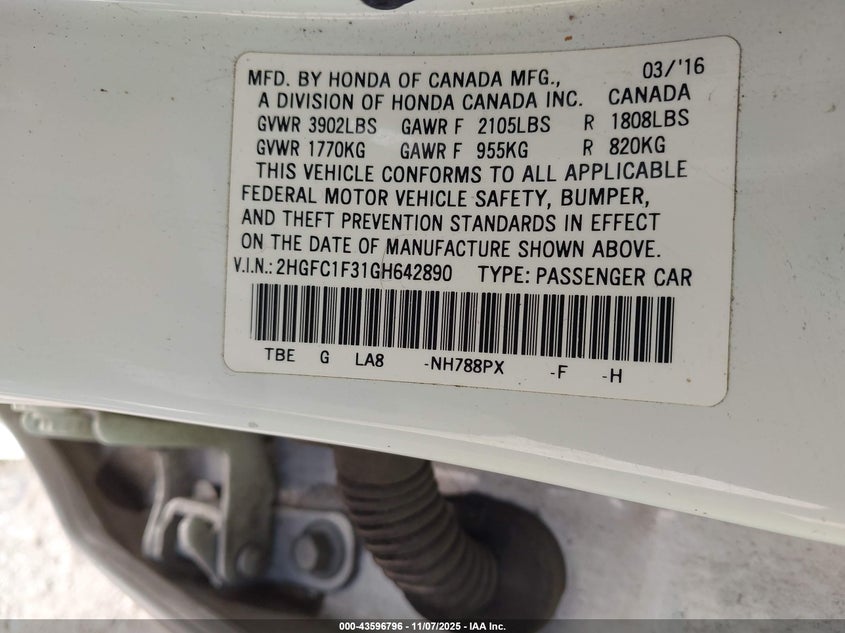 MFD. BY HONDA OF CANADA MFG., 03/'16
A DIVISION OF HONDA CANADA INC. CANADA
GVWR 3902LBS GAWR F 2105LBS R 1808LBS
GVWR 1770KG GAWR F 955KG R 820KG
THIS VEHICLE CONFORMS TO ALL APPLICABLE
FEDERAL MOTOR VEHICLE SAFETY, BUMPER,
AND THEFT PREVENTION STANDARDS IN EFFECT
ON THE DATE OF MANUFACTURE SHOWN ABOVE.
V.I.N.: 2HGFC1F31GH642890 TYPE: PASSENGER CAR
TBE G LA8 -NH788PX -F -H
000-43596796 - 11/07/2025 - IAA Inc.